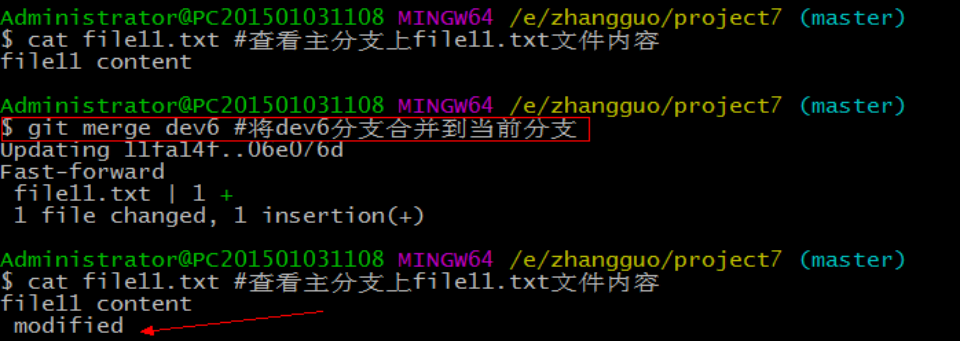 Administrator@PC201501031108 MINGW64 /e/zhangguo/project7 (master)
$ cat file11.txt #查看主分支上file11.txt文件内容
file11 content
Administrator@PC201501031108 MINGW64 /e/zhangguo/project7 (master)
$ git merge dev6 #将dev6分支合并到当前分支
Updating 11fa14f..06e076d
Fast-forward
 file11.txt | 1 +
 1 file changed, 1 insertion(+)
Administrator@PC201501031108 MINGW64 /e/zhangguo/project7 (master)
$ cat file11.txt #查看主分支上file11.txt文件内容
file11 content
 modified